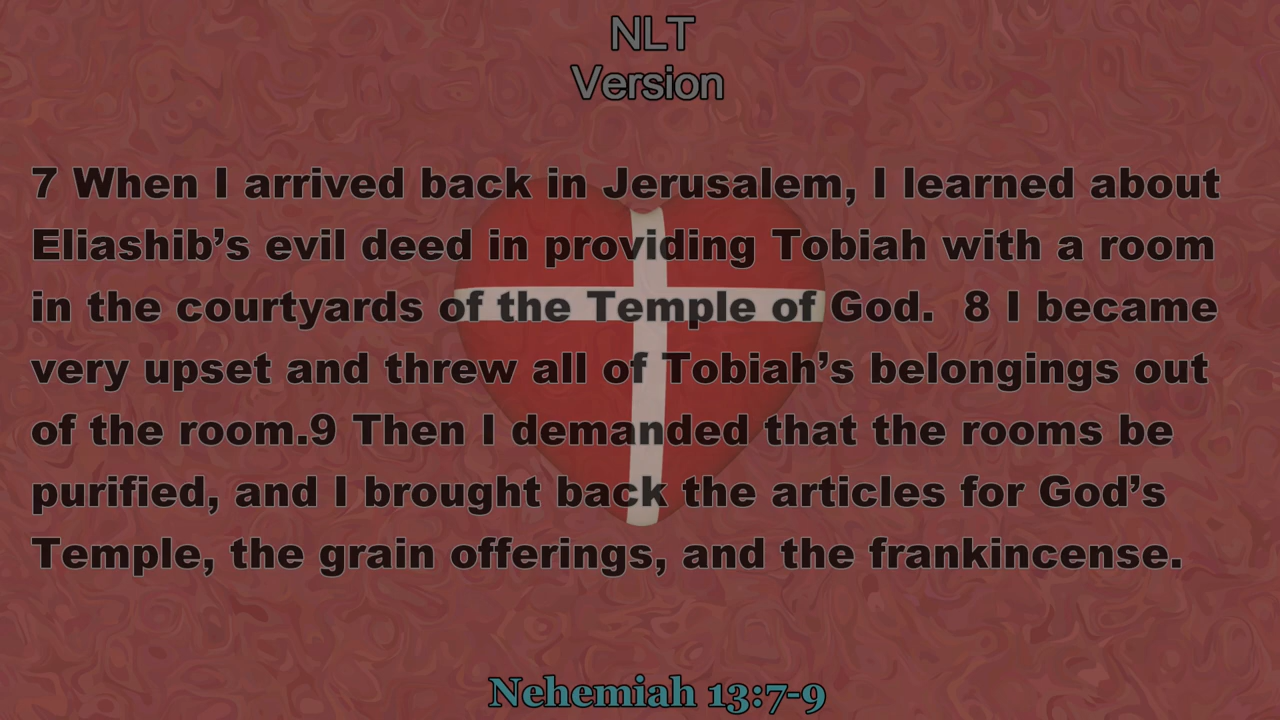 NLT
Version
7 When I arrived back in Jerusalem, I learned about
Eliashib’s evil deed in providing Tobiah with a room
in the courtyards of the Temple of God.  8 I became
very upset and threw all of Tobiah’s belongings out
of the room.9 Then I demanded that the rooms be
purified, and I brought back the articles for God’s
Temple, the grain offerings, and the frankincense.
Nehemiah 13:7-9